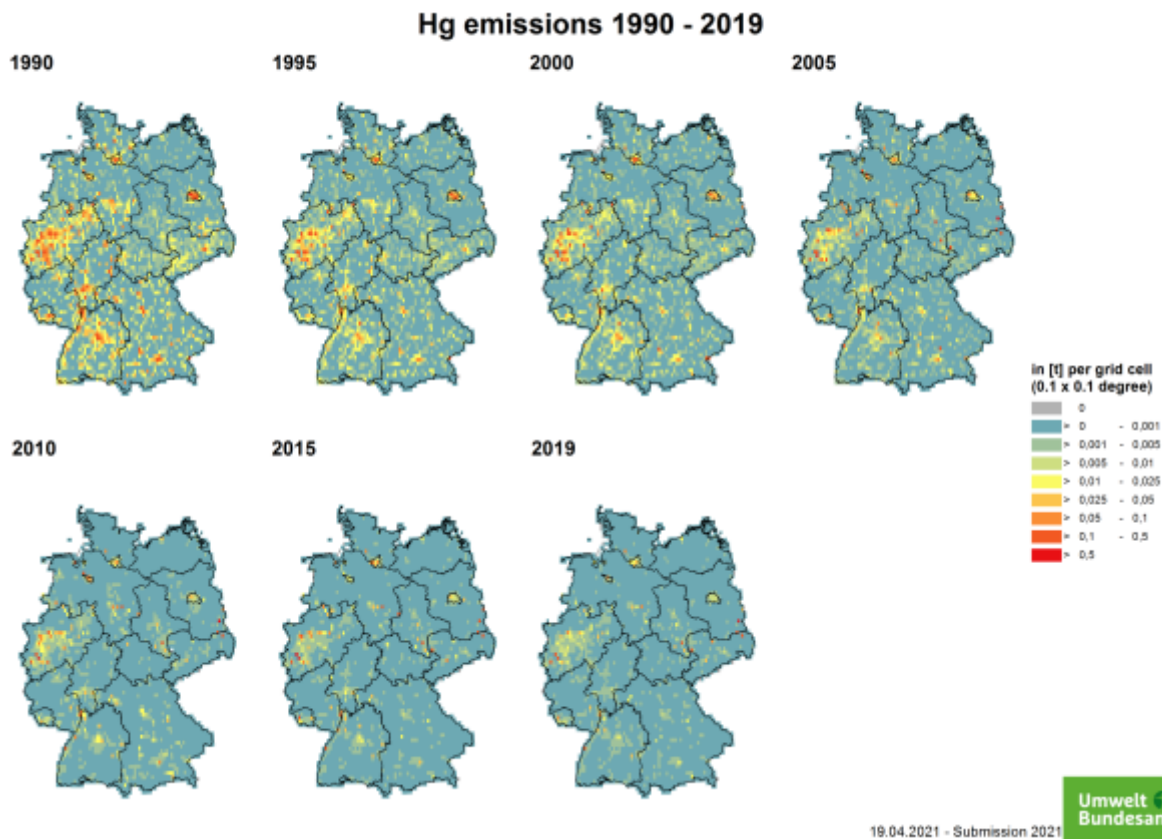 Hg emissions 1990 - 2019
1990 1995 2000 2005
2010 2015 2019
in [t] per grid cell
(0.1 x 0.1 degree)
0
> 0 - 0,001
> 0,001 - 0,005
> 0,005 - 0,01
> 0,01 - 0,025
> 0,025 - 0,05
> 0,05 - 0,1
> 0,1 - 0,5
> 0,5
Umwelt
Bundesam
19.04.2021 - Submission 2021